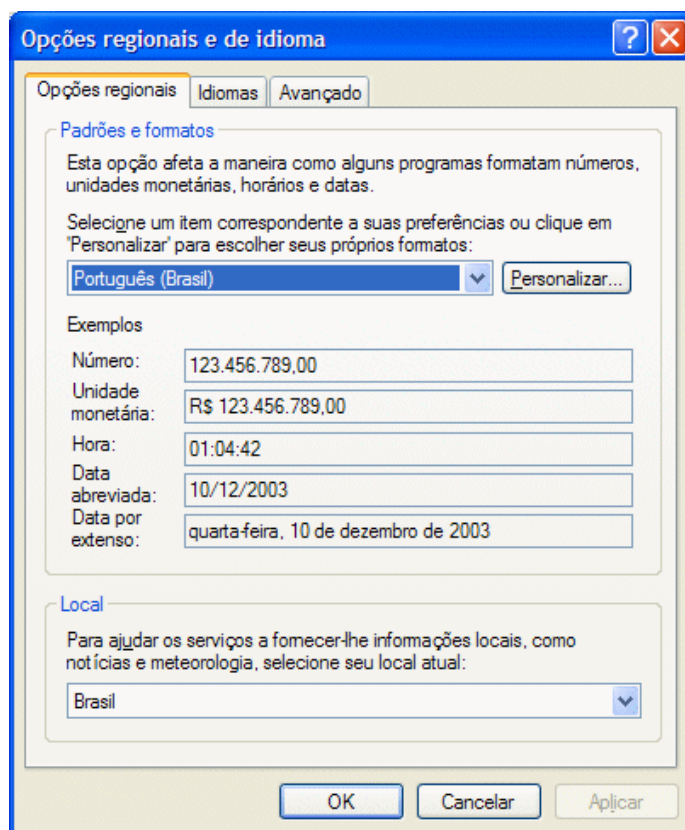 Opções regionais e de idioma
Opções regionais
Idiomas
Avançado
Padrões e formatos
Esta opção afeta a maneira como alguns programas formatam números,
unidades monetárias, horários e datas.
Selecione um item correspondente a suas preferências ou clique em
'Personalizar' para escolher seus próprios formatos:
Português (Brasil)
Personalizar...
Exemplos
Número:
123.456.789,00
Unidade
monetária:
R$ 123.456.789,00
Hora:
01:04:42
Data
abreviada:
10/12/2003
Data por
extenso:
quarta-feira, 10 de dezembro de 2003
Local
Para ajudar os serviços a fornecer-lhe informações locais, como
notícias e meteorologia, selecione seu local atual:
Brasil
OK
Cancelar
Aplicar